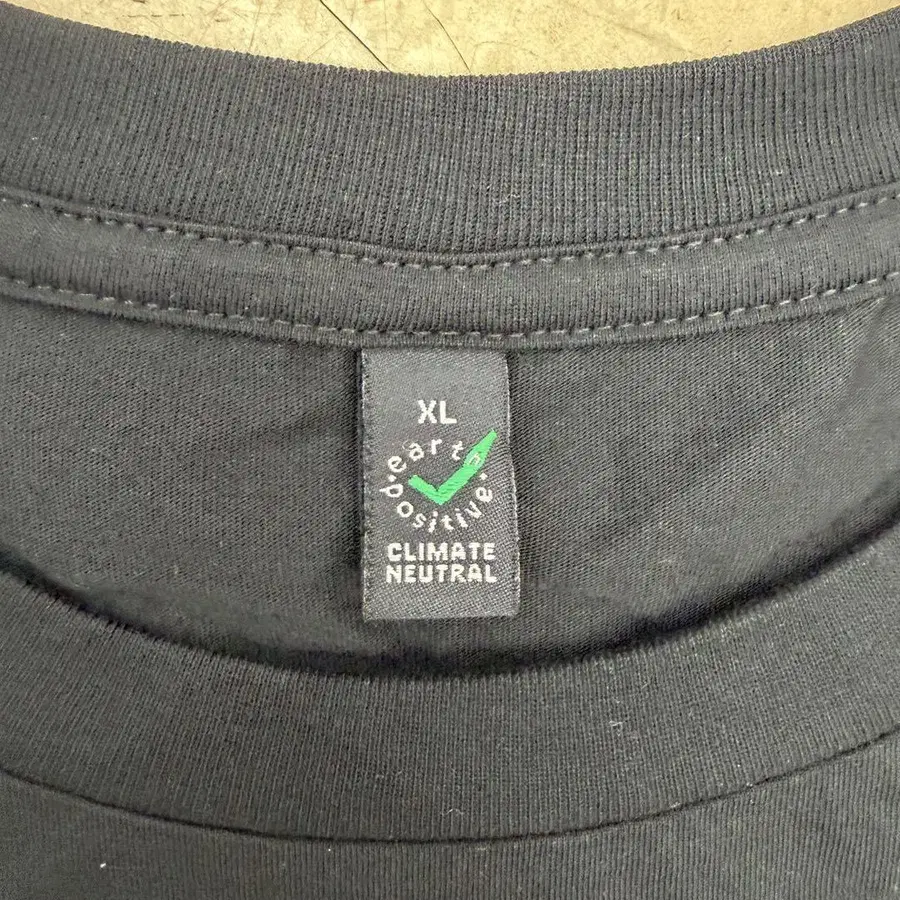 XL
earth
positive
CLIMATE
NEUTRAL